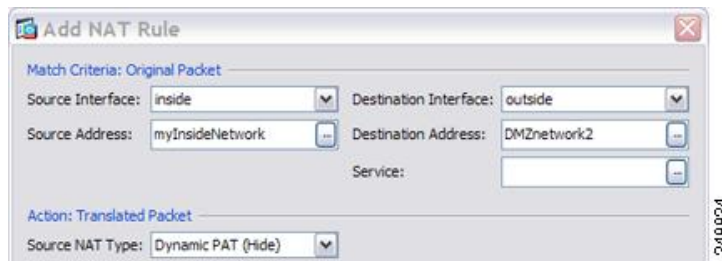 Add NAT Rule
Match Criteria: Original Packet
Source Interface: inside Destination Interface: outside
Source Address: myInsideNetwork ... Destination Address: DMZnetwork2 ...
Service: ...
Action: Translated Packet
Source NAT Type: Dynamic PAT (Hide)
248824